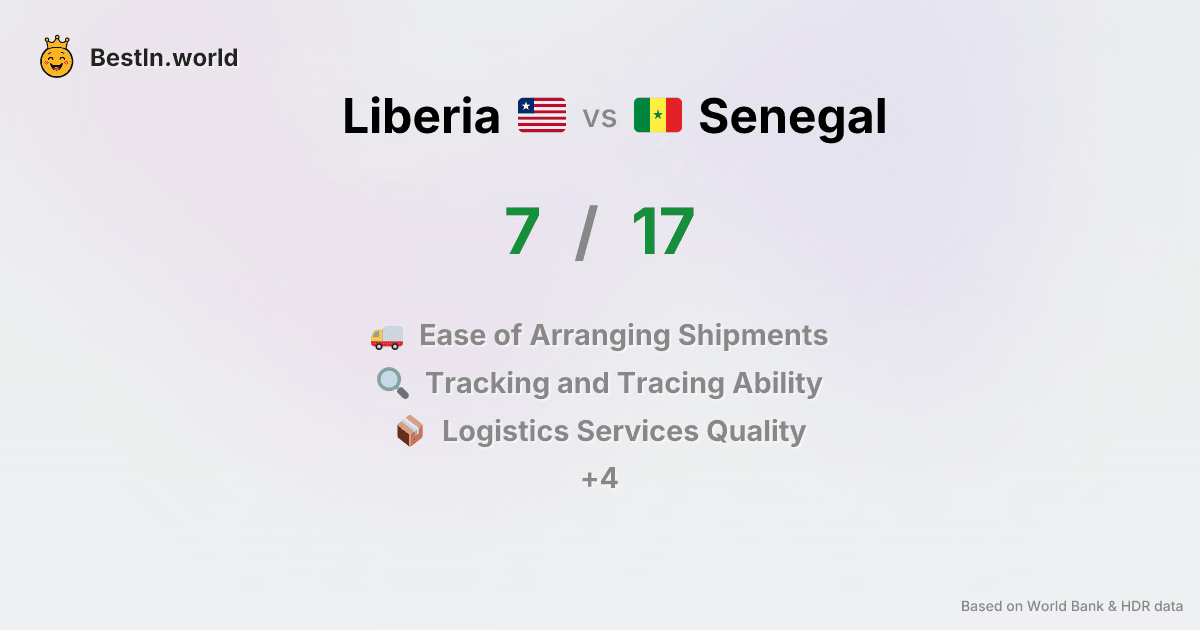 BestIn.world
Liberia vs Senegal
7 / 17
Ease of Arranging Shipments
Tracking and Tracing Ability
Logistics Services Quality
+4
Based on World Bank & HDR data